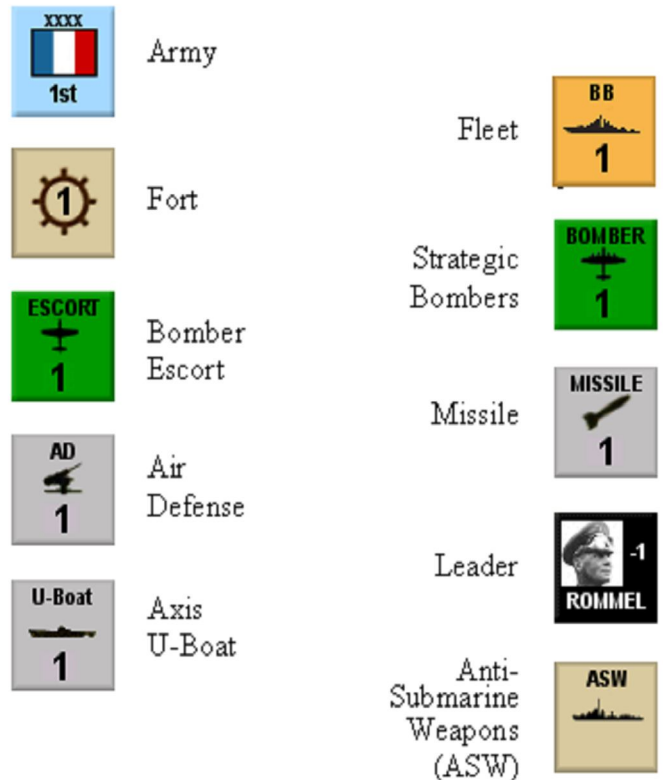 XXXX
1st
Army
1
Fort
ESCORT
1
Bomber
Escort
AD
1
Air
Defense
U-Boat
1
Axis
U-Boat
Fleet
BB
1
Strategic
Bombers
BOMBER
1
Missile
MISSILE
1
Leader
-1
ROMMEL
Anti-
Submarine
Weapons
(ASW)
ASW